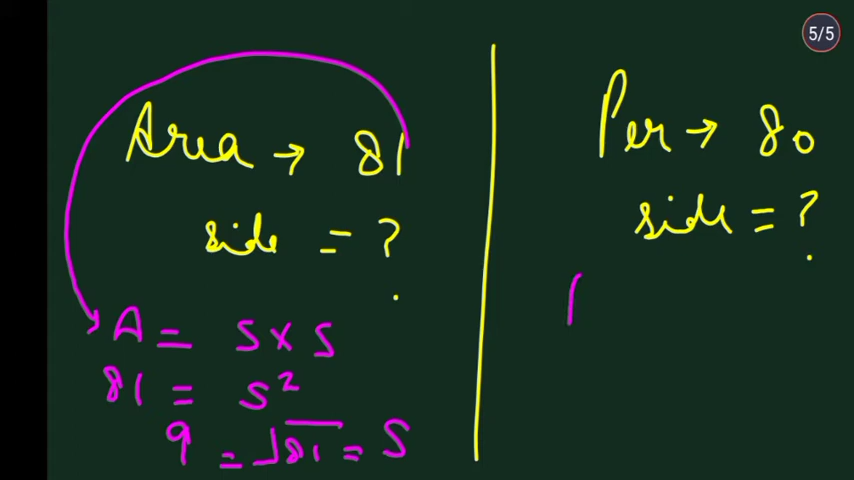 5/5
Area → 81
side = ?
A = S x S
81 = S²
9 = √81 = S
Per → 80
side = ?